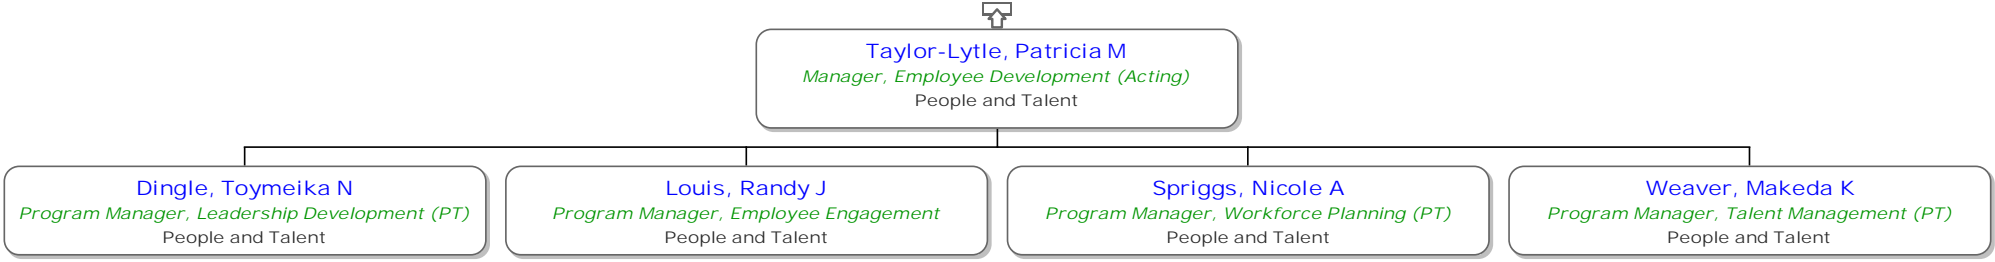 Taylor-Lytle, Patricia M
Manager, Employee Development (Acting)
People and Talent
Dingle, Toymeika N
Program Manager, Leadership Development (PT)
People and Talent
Louis, Randy J
Program Manager, Employee Engagement
People and Talent
Spriggs, Nicole A
Program Manager, Workforce Planning (PT)
People and Talent
Weaver, Makeda K
Program Manager, Talent Management (PT)
People and Talent